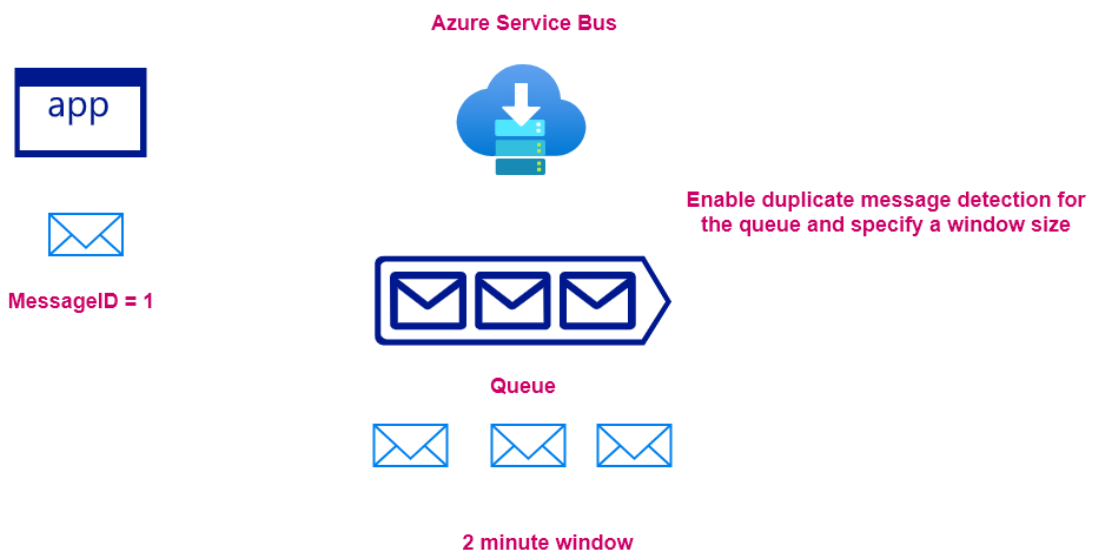 Azure Service Bus
app
Enable duplicate message detection for
the queue and specify a window size
MessageID = 1
Queue
2 minute window